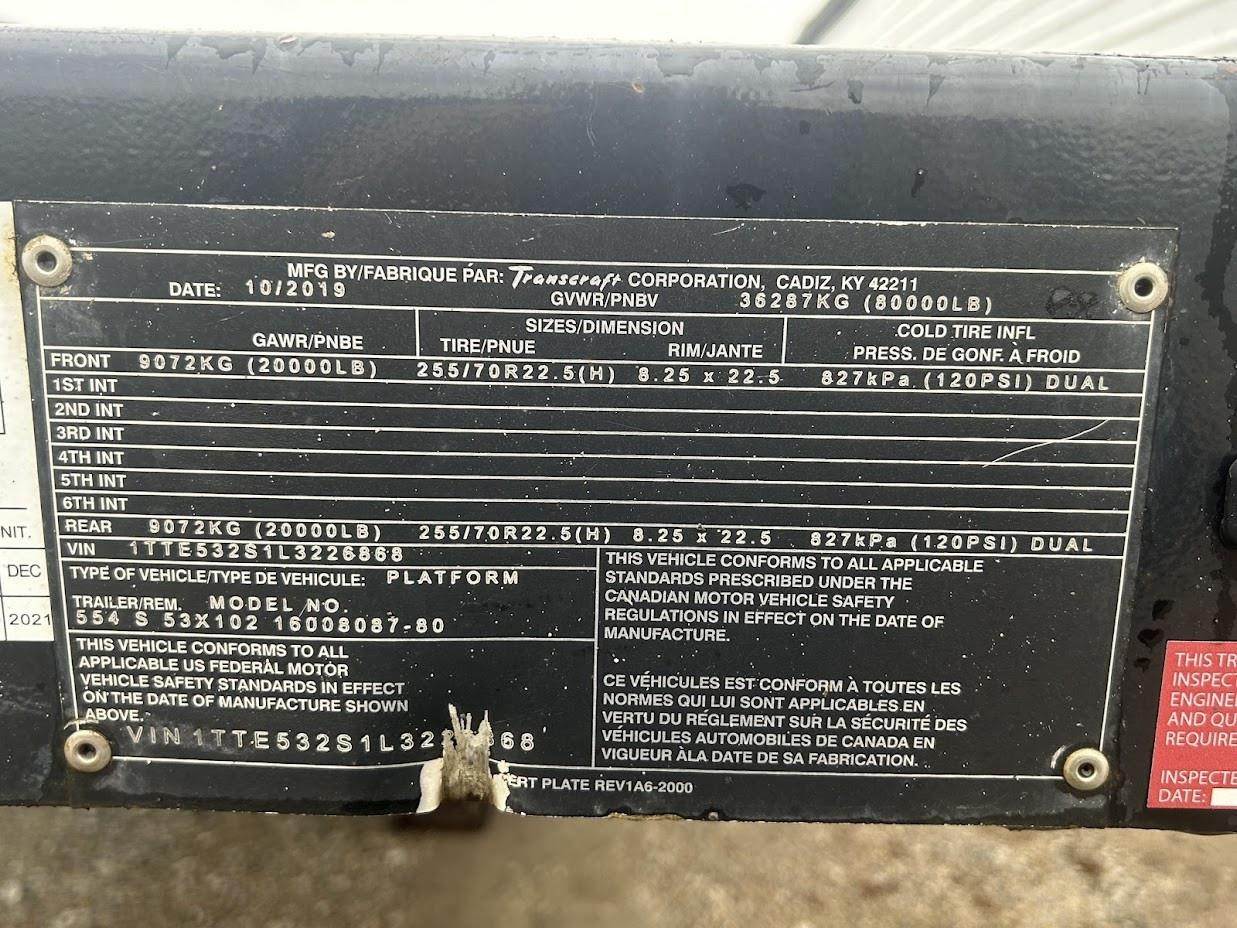 MFG BY/FABRIQUE PAR: Transcraft CORPORATION, CADIZ, KY 42211
DATE: 10/2019 GVWR/PNBV 36287KG (80000LB)
GAWR/PNBE SIZES/DIMENSION COLD TIRE INFL
TIRE/PNUE RIM/JANTE PRESS. DE GONF. À FROID
FRONT 9072KG (20000LB) 255/70R22.5(H) 8.25 x 22.5 827kPa (120PSI) DUAL
1ST INT
2ND INT
3RD INT
4TH INT
5TH INT
6TH INT
REAR 9072KG (20000LB) 255/70R22.5(H) 8.25 x 22.5 827kPa (120PSI) DUAL
VIN 1TTE532S1L3226868
TYPE OF VEHICLE/TYPE DE VEHICULE: PLATFORM
TRAILER/REM. MODEL NO.
554 S 53X102 16008087-80
THIS VEHICLE CONFORMS TO ALL
APPLICABLE US FEDERAL MOTOR
VEHICLE SAFETY STANDARDS IN EFFECT
ON THE DATE OF MANUFACTURE SHOWN
ABOVE.
VIN 1TTE532S1L32 868
THIS VEHICLE CONFORMS TO ALL APPLICABLE
STANDARDS PRESCRIBED UNDER THE
CANADIAN MOTOR VEHICLE SAFETY
REGULATIONS IN EFFECT ON THE DATE OF
MANUFACTURE.
CE VÉHICULES EST CONFORM À TOUTES LES
NORMES QUI LUI SONT APPLICABLES EN
VERTU DU RÉGLEMENT SUR LA SÉCURITÉ DES
VÉHICULES AUTOMOBILES DE CANADA EN
VIGUEUR ÀLA DATE DE SA FABRICATION.
ERT PLATE REV1A6-2000
NIT.
DEC
2021
THIS TR
INSPECT
ENGINE
AND QU
REQUIRE
INSPECTE
DATE: